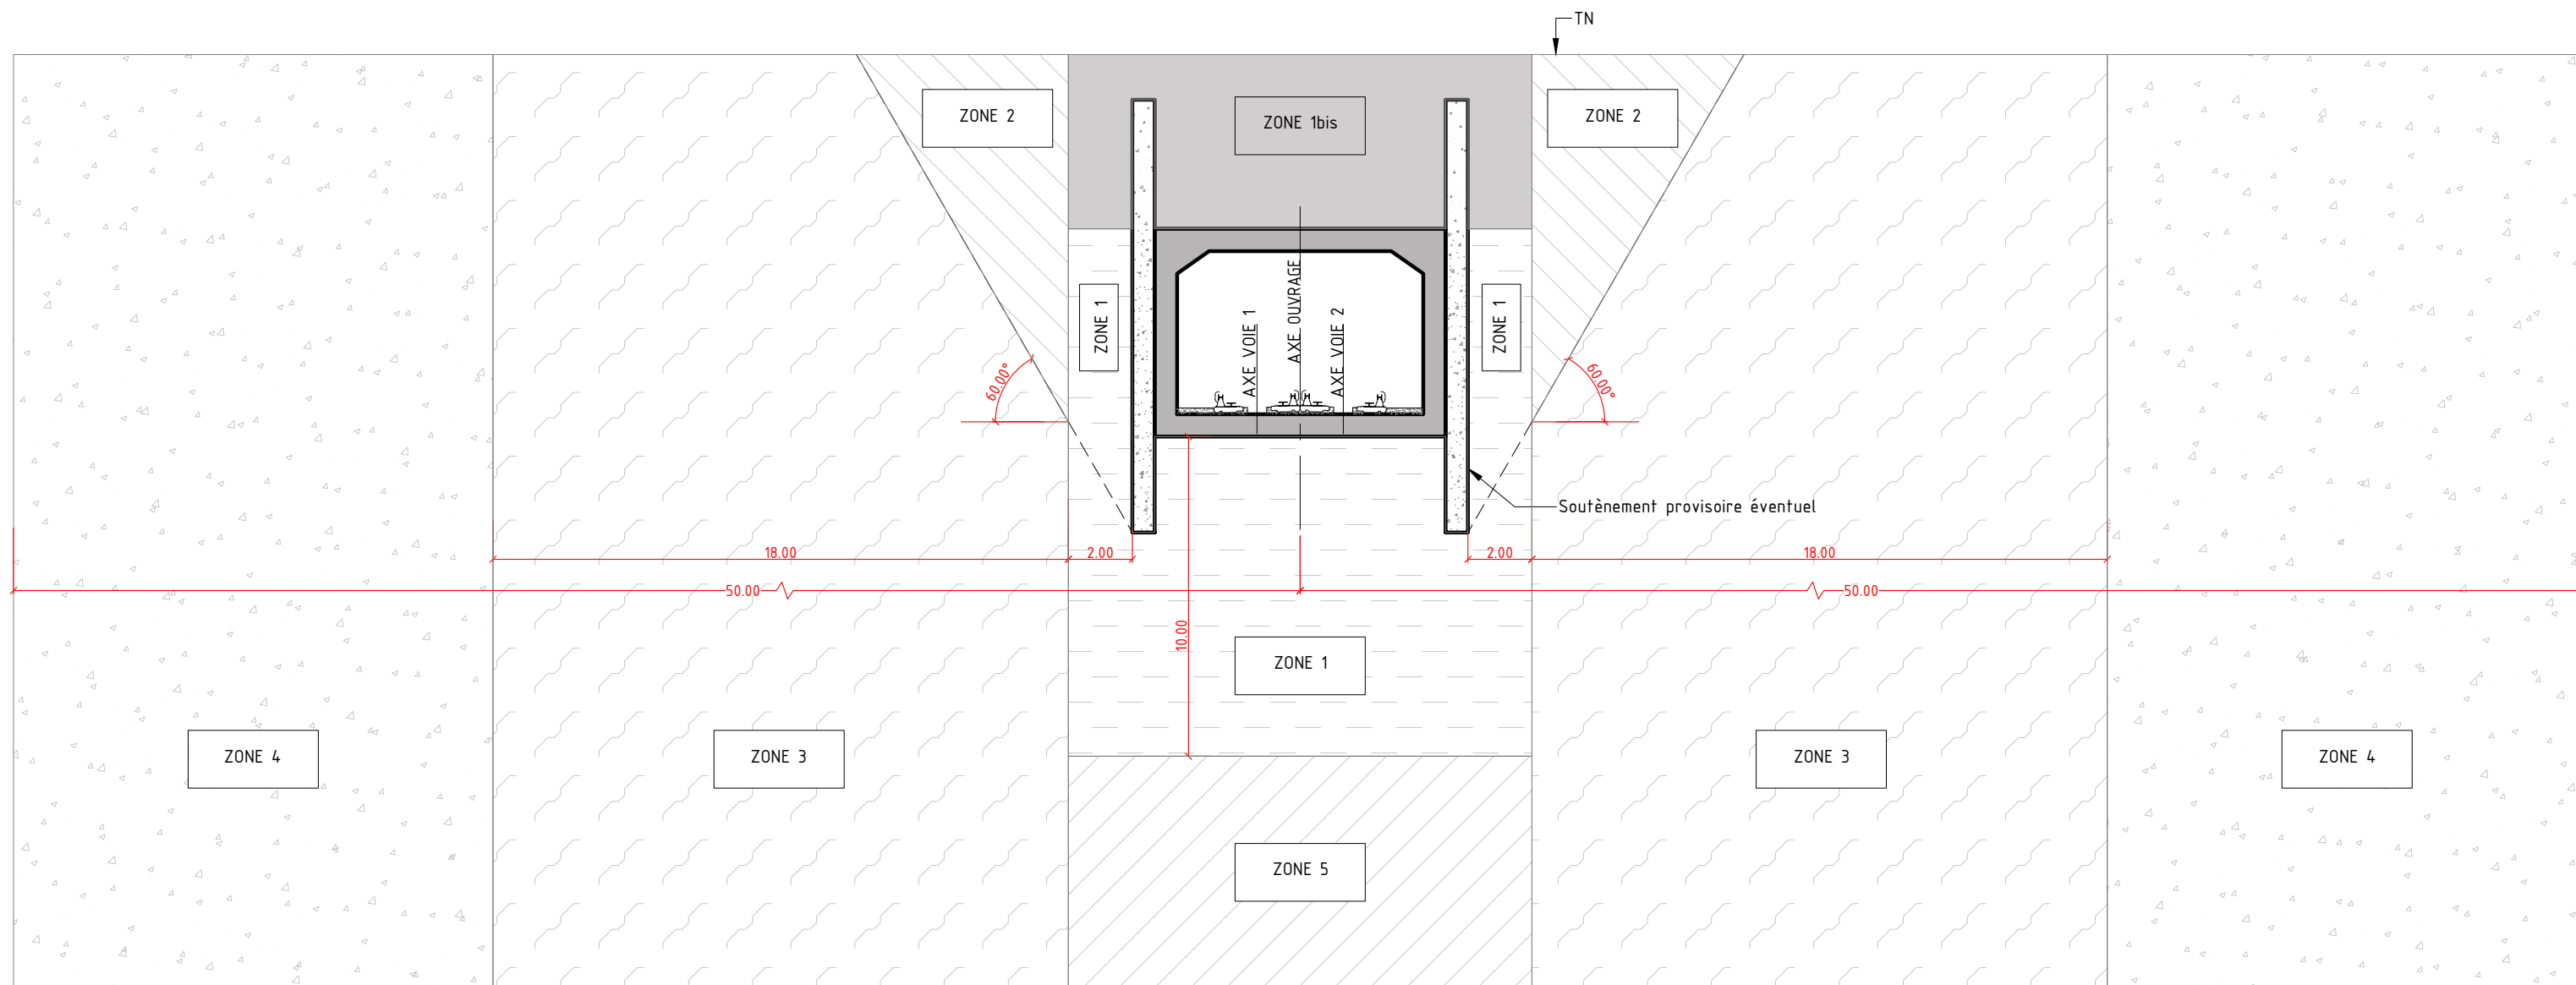 TN
ZONE 2
ZONE 1bis
ZONE 2
ZONE 1
AXE VOIE 1
AXE OUVRAGE
AXE VOIE 2
ZONE 1
60.00°
60.00°
Soutènement provisoire éventuel
18.00
2.00
2.00
18.00
50.00
50.00
10.00
ZONE 1
ZONE 4
ZONE 3
ZONE 3
ZONE 4
ZONE 5